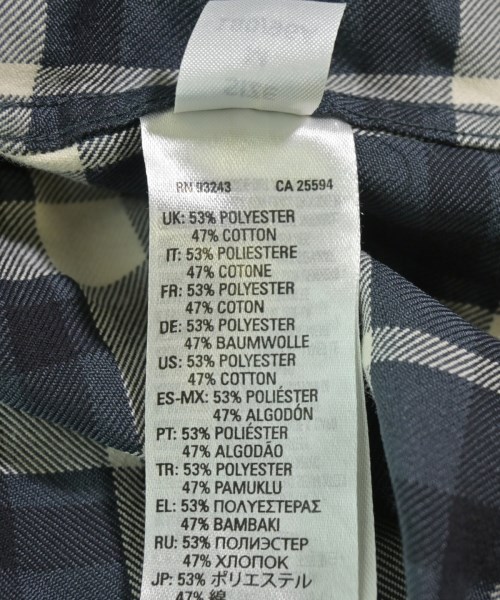 RN 93243 CA 25594
UK: 53% POLYESTER
47% COTTON
IT: 53% POLIESTERE
47% COTONE
FR: 53% POLYESTER
47% COTON
DE: 53% POLYESTER
47% BAUMWOLLE
US: 53% POLYESTER
47% COTTON
ES-MX: 53% POLIÉSTER
47% ALGODÓN
PT: 53% POLIÉSTER
47% ALGODÃO
TR: 53% POLYESTER
47% PAMUKLU
EL: 53% ΠΟΛΥΕΣΤΕΡΑΣ
47% ΒΑΜΒΑΚΙ
RU: 53% ПОЛИЭСТЕР
47% ХЛОПОК
JP: 53% ポリエステル
47% 綿